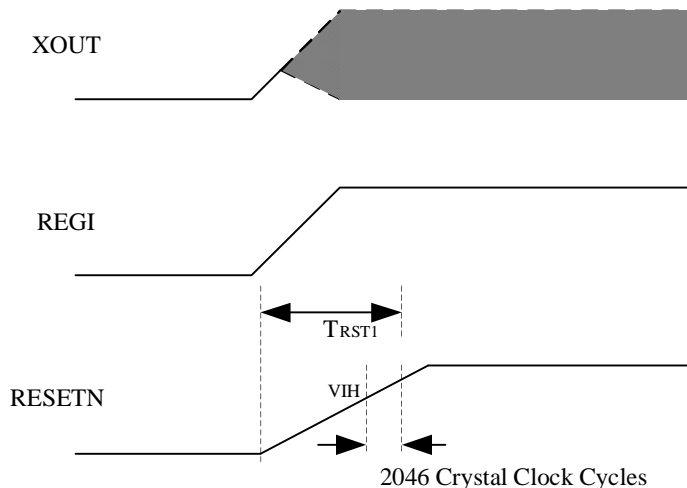 XOUT
REGI
TRST1
VIH
RESETN
2046 Crystal Clock Cycles